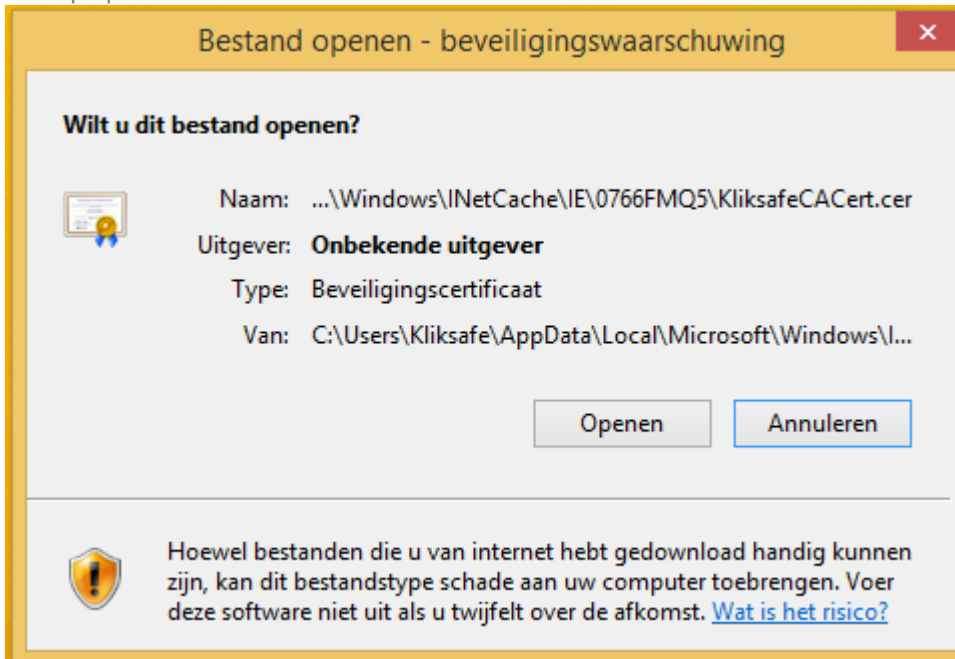 Bestand openen - beveiligingswaarschuwing
Wilt u dit bestand openen?
Naam: ...\Windows\INetCache\IE\0766FMQ5\KliksafeCACert.cer
Uitgever: Onbekende uitgever
Type: Beveiligingscertificaat
Van: C:\Users\Kliksafe\AppData\Local\Microsoft\Windows\I...
Openen Annuleren
Hoewel bestanden die u van internet hebt gedownload handig kunnen
zijn, kan dit bestandstype schade aan uw computer toebrengen. Voer
deze software niet uit als u twijfelt over de afkomst. Wat is het risico?